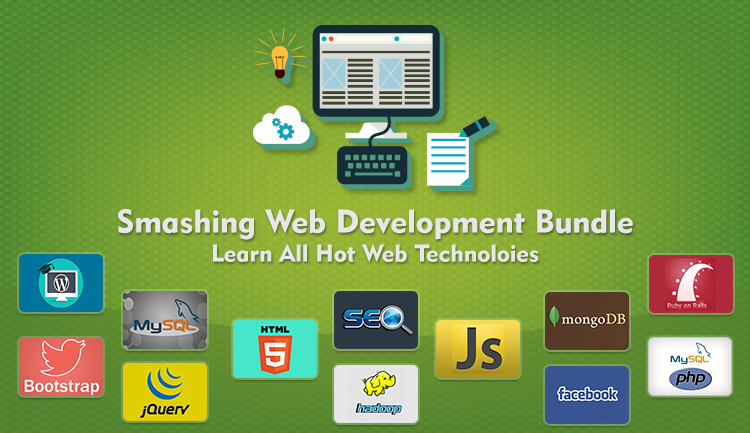 Smashing Web Development Bundle
Learn All Hot Web Technoloies
W
MySQL
HTML
5
SEO
JS
mongoDB
Ruby on Rails
Bootstrap
jQuery
hadoop
facebook
MySQL
php